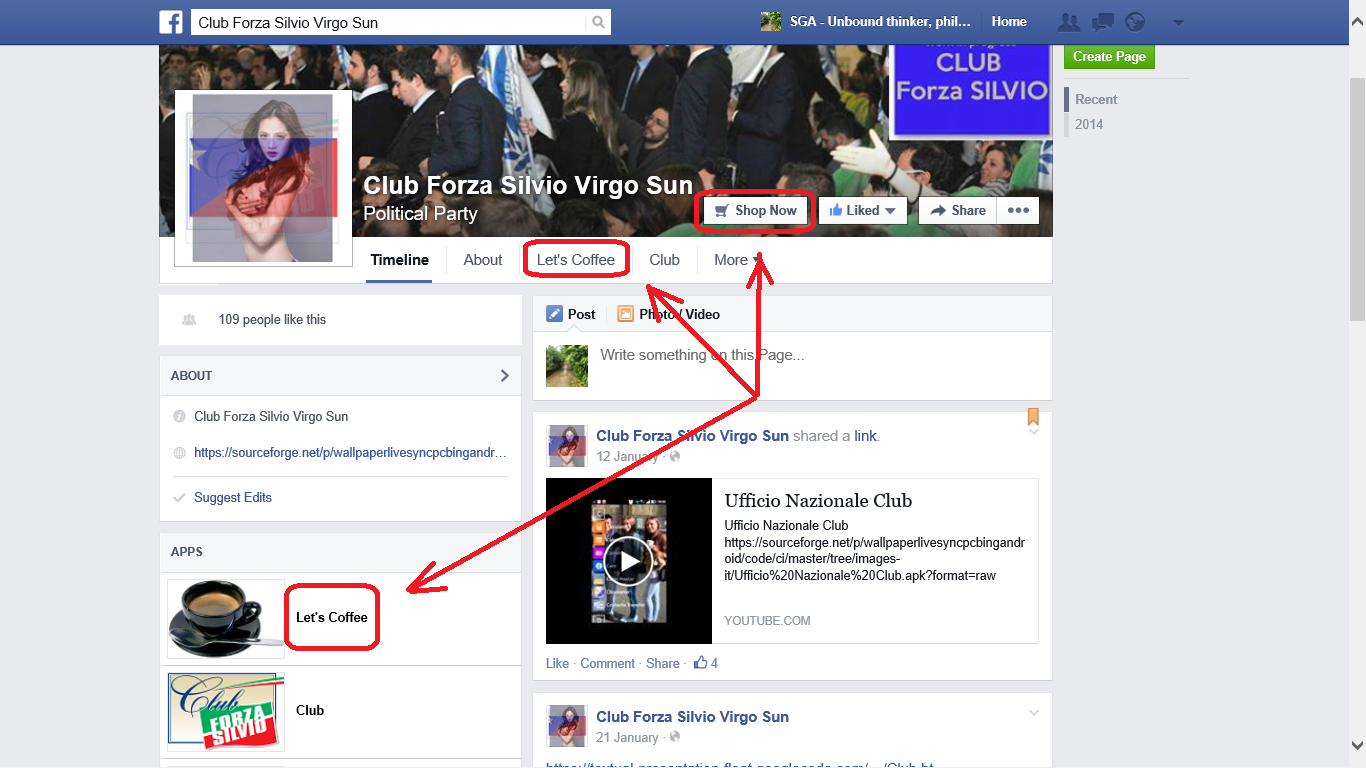 Club Forza Silvio Virgo Sun
SGA - Unbound thinker, phil...
Home
CLUB
Forza SILVIO
Create Page
Recent
2014
Club Forza Silvio Virgo Sun
Political Party
Shop Now
Liked
Share
Timeline
About
Let's Coffee
Club
More
109 people like this
ABOUT
Club Forza Silvio Virgo Sun
https://sourceforge.net/p/wallpaperlivesyncpcbingandr...
Suggest Edits
APPS
Let's Coffee
Club
FORZA
SILVIO
Club
Post
Photo / Video
Write something on this Page...
Club Forza Silvio Virgo Sun shared a link.
12 January ·
Ufficio Nazionale Club
Ufficio Nazionale Club
https://sourceforge.net/p/wallpaperlivesyncpcbingandr
oid/code/ci/master/tree/images-
it/Ufficio%20Nazionale%20Club.apk?format=raw
YOUTUBE.COM
Like · Comment · Share · 4
Club Forza Silvio Virgo Sun
21 January ·